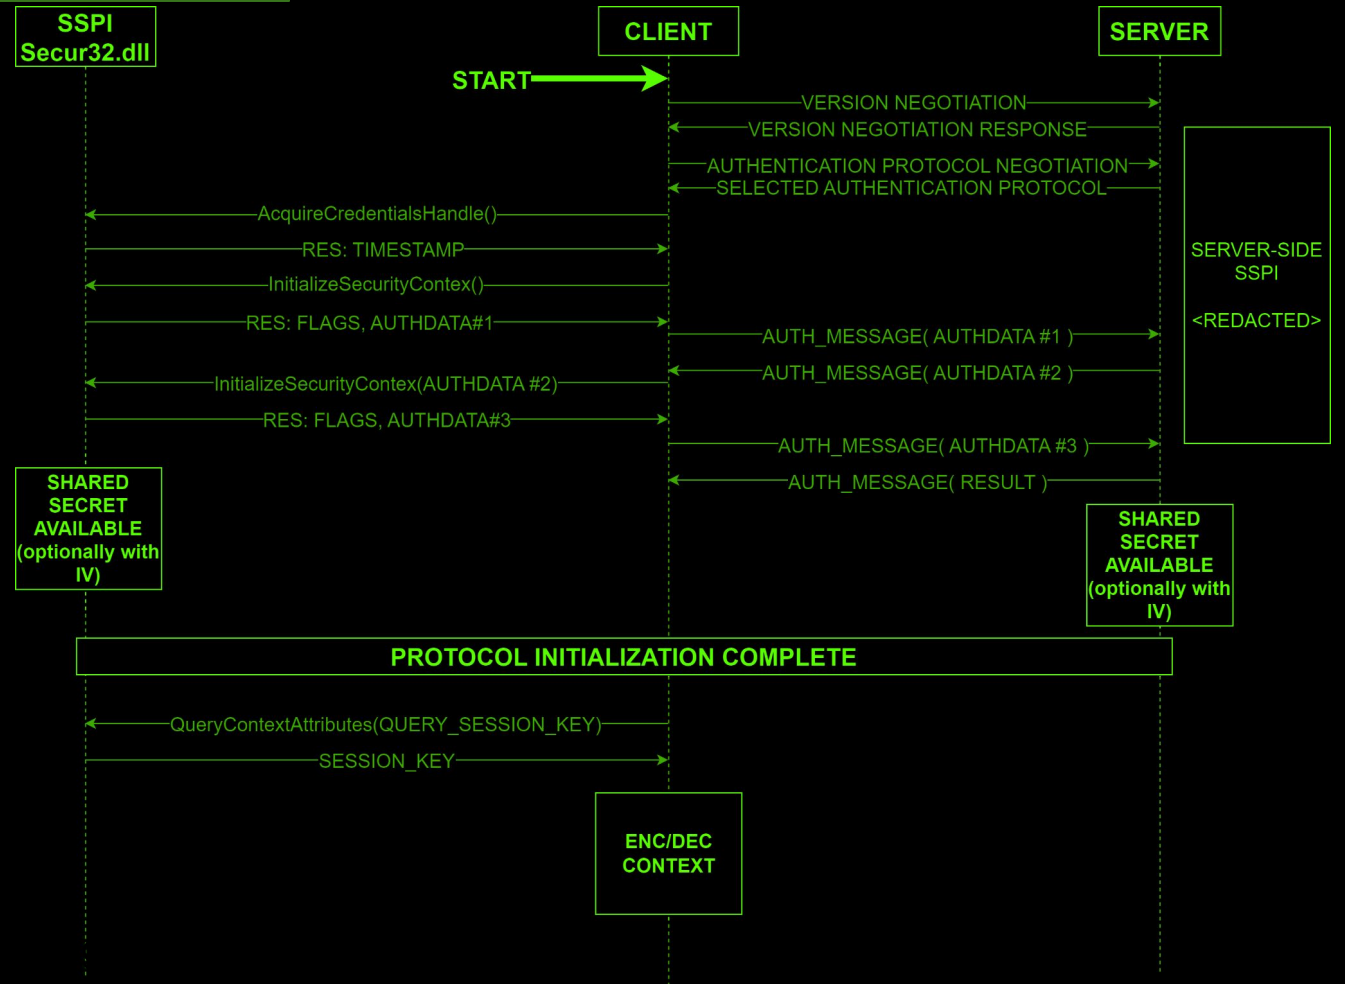 SSPI
Secur32.dll
CLIENT
SERVER
START
VERSION NEGOTIATION
VERSION NEGOTIATION RESPONSE
AUTHENTICATION PROTOCOL NEGOTIATION
SELECTED AUTHENTICATION PROTOCOL
AcquireCredentialsHandle()
RES: TIMESTAMP
InitializeSecurityContex()
RES: FLAGS, AUTHDATA#1
AUTH_MESSAGE( AUTHDATA #1 )
AUTH_MESSAGE( AUTHDATA #2 )
InitializeSecurityContex(AUTHDATA #2)
RES: FLAGS, AUTHDATA#3
AUTH_MESSAGE( AUTHDATA #3 )
AUTH_MESSAGE( RESULT )
SERVER-SIDE
SSPI
<REDACTED>
SHARED
SECRET
AVAILABLE
(optionally with
IV)
SHARED
SECRET
AVAILABLE
(optionally with
IV)
PROTOCOL INITIALIZATION COMPLETE
QueryContextAttributes(QUERY_SESSION_KEY)
SESSION_KEY
ENC/DEC
CONTEXT